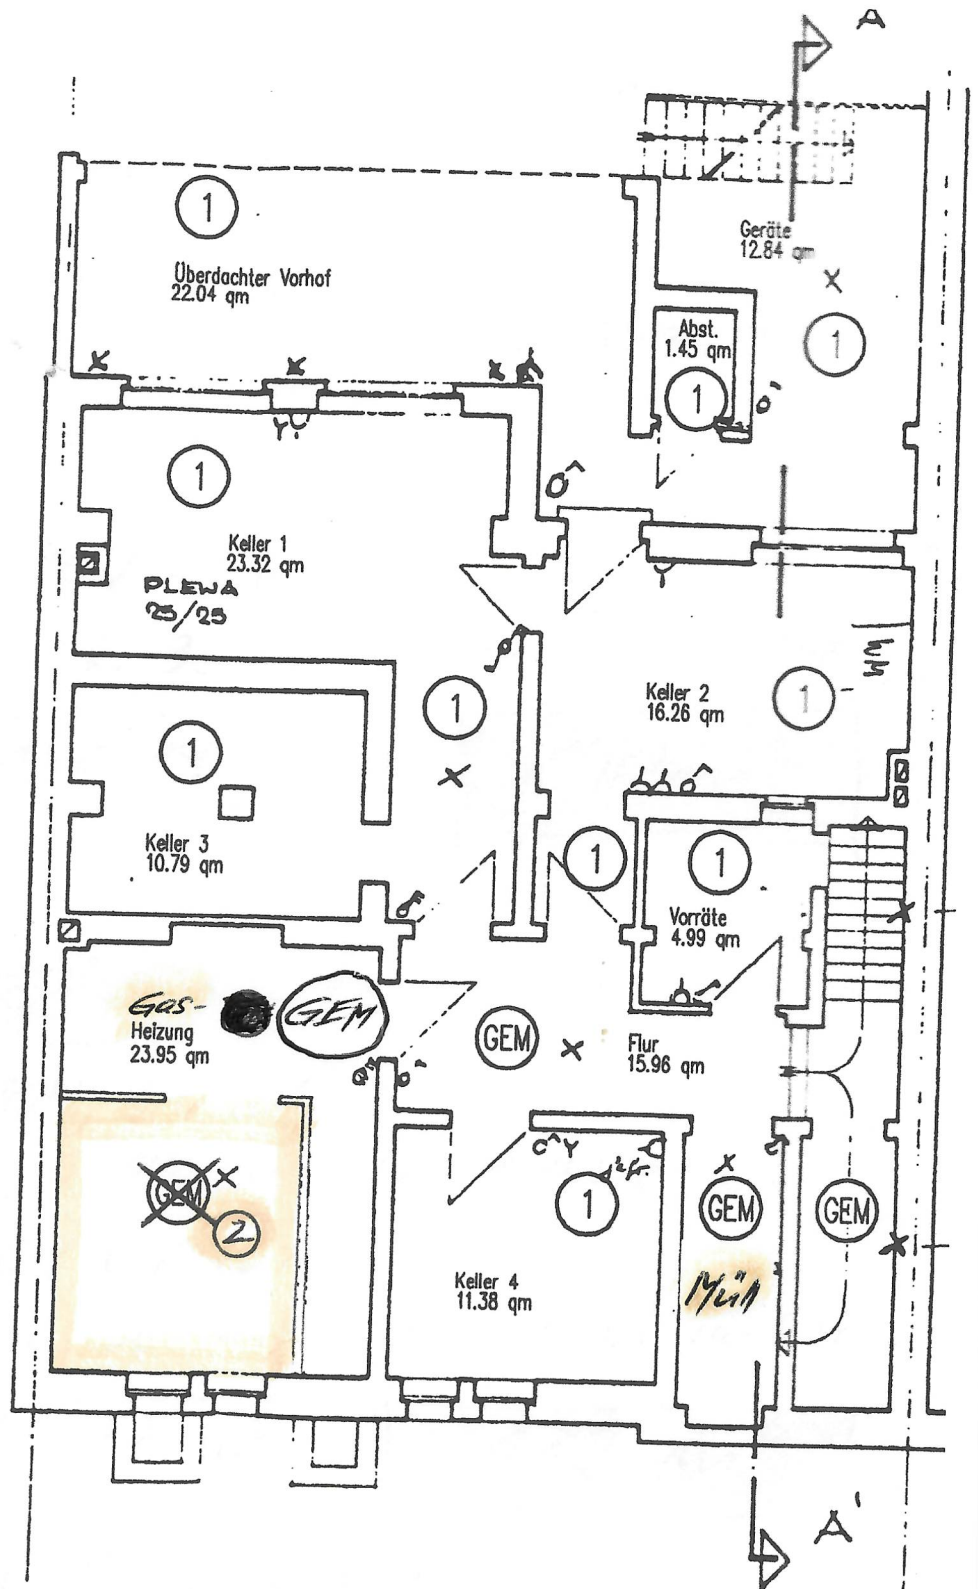 A
1
Überdachter Vorhof
22.04 qm
Geräte
12.84 qm
1
Abst.
1.45 qm
1
1
Keller 1
23.32 qm
PLEWA
25/25
1
Keller 2
16.26 qm
1
WM
1
Keller 3
10.79 qm
1
1
Vorräte
4.99 qm
Gas-
GEM
Heizung
23.95 qm
GEM
Flur
15.96 qm
GEM
2
1
Keller 4
11.38 qm
GEM
Müll
GEM
A'